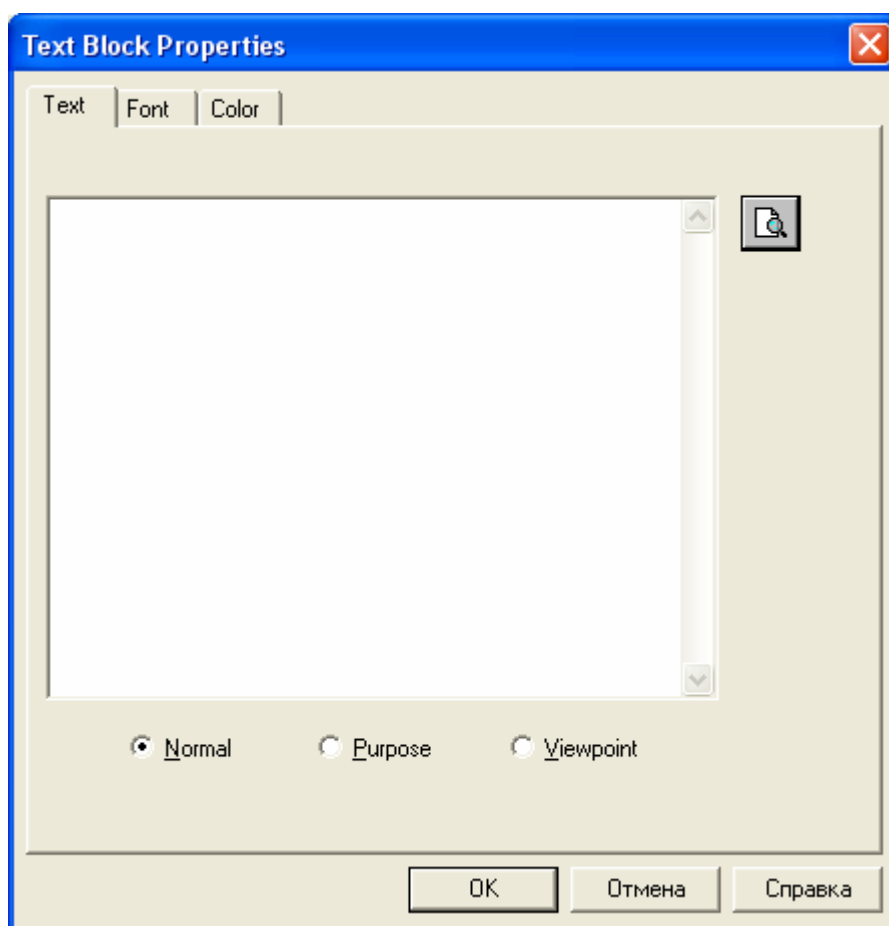 Text Block Properties
Text Font Color
Normal Purpose Viewpoint
OK Отмена Справка